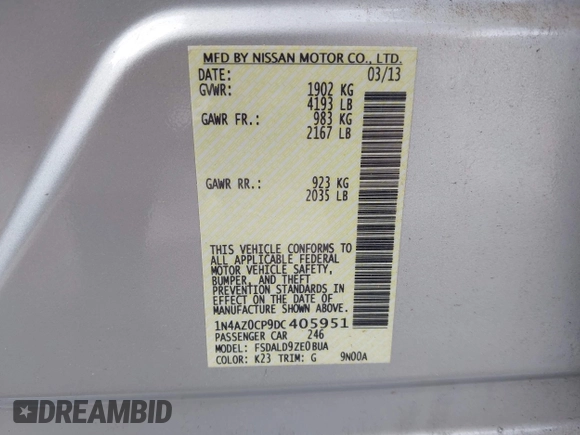 MFD BY NISSAN MOTOR CO., LTD.
DATE: 03/13
GVWR: 1902 KG
4193 LB
GAWR FR.: 983 KG
2167 LB
GAWR RR.: 923 KG
2035 LB
THIS VEHICLE CONFORMS TO
ALL APPLICABLE FEDERAL
MOTOR VEHICLE SAFETY,
BUMPER, AND THEFT
PREVENTION STANDARDS IN
EFFECT ON THE DATE OF
MANUFACTURE SHOWN ABOVE.
1N4AZ0CP9DC405951
PASSENGER CAR 246
MODEL: FSDALD9ZE0BUA
COLOR: K23 TRIM: G 9N00A
DREAMBID